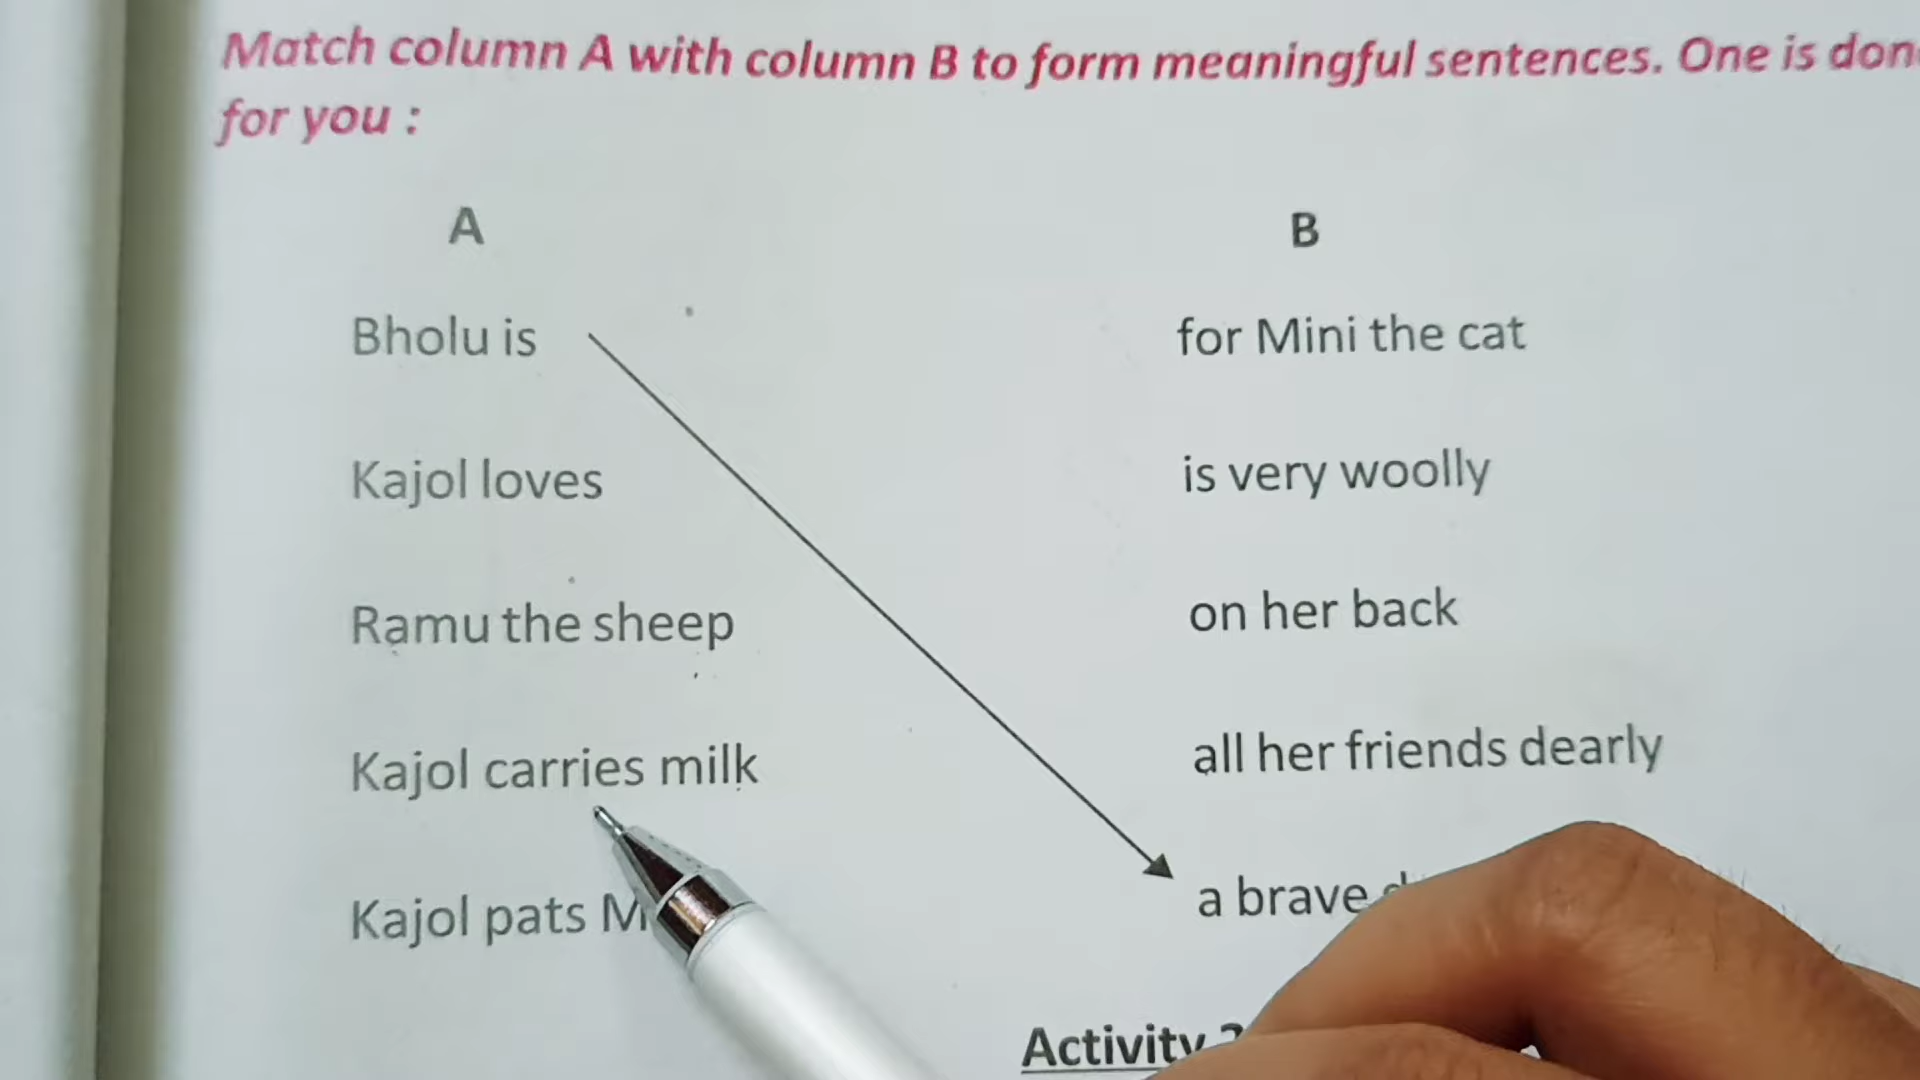 Match column A with column B to form meaningful sentences. One is
for you :
A B
Bholu is for Mini the cat
Kajol loves is very woolly
Ramu the sheep on her back
Kajol carries milk all her friends dearly
Kajol pats a brave
Activity